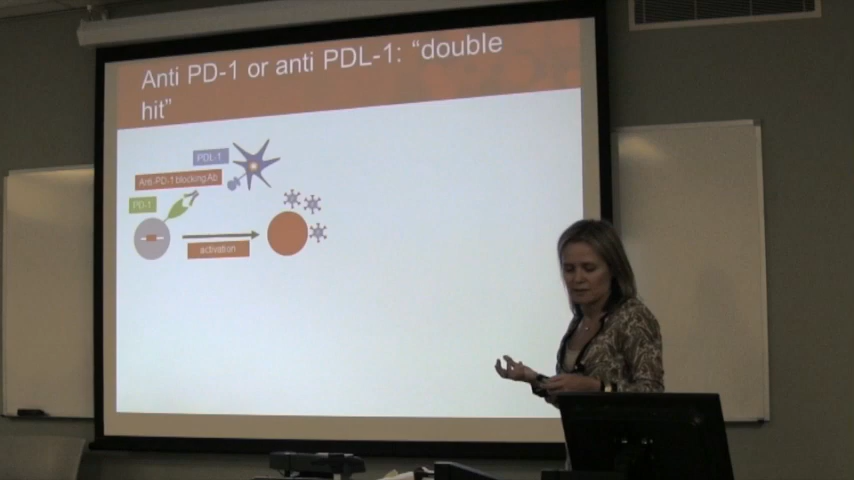 Anti PD-1 or anti PDL-1: “double
hit”
PDL-1
Anti-PD-1 blocking Ab
PD-1
activation